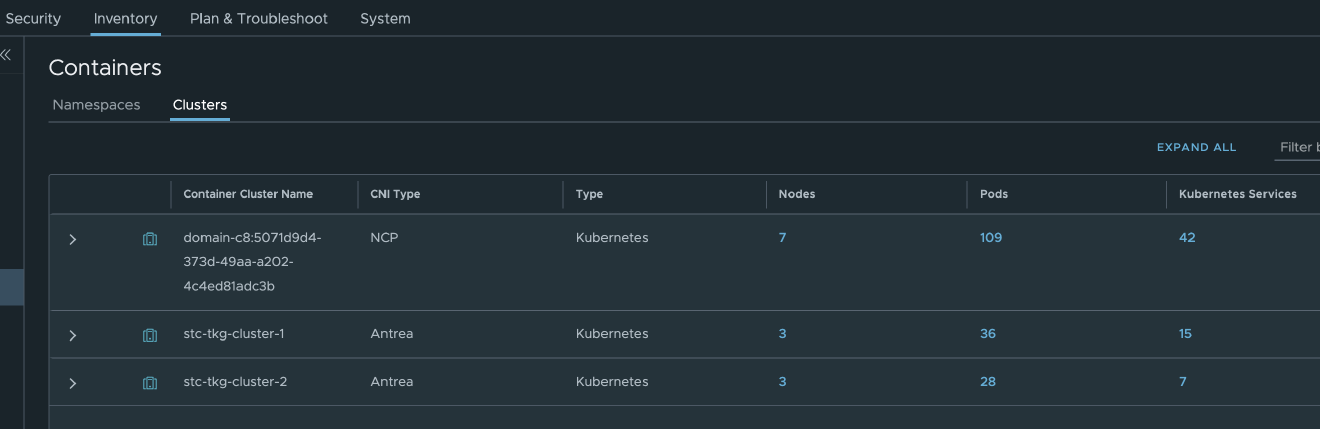 Security Inventory Plan & Troubleshoot System
Containers
Namespaces Clusters
EXPAND ALL Filter b
Container Cluster Name CNI Type Type Nodes Pods Kubernetes Services
domain-c8:5071d9d4- NCP Kubernetes 7 109 42
373d-49aa-a202-
4c4ed81adc3b
stc-tkg-cluster-1 Antrea Kubernetes 3 36 15
stc-tkg-cluster-2 Antrea Kubernetes 3 28 7